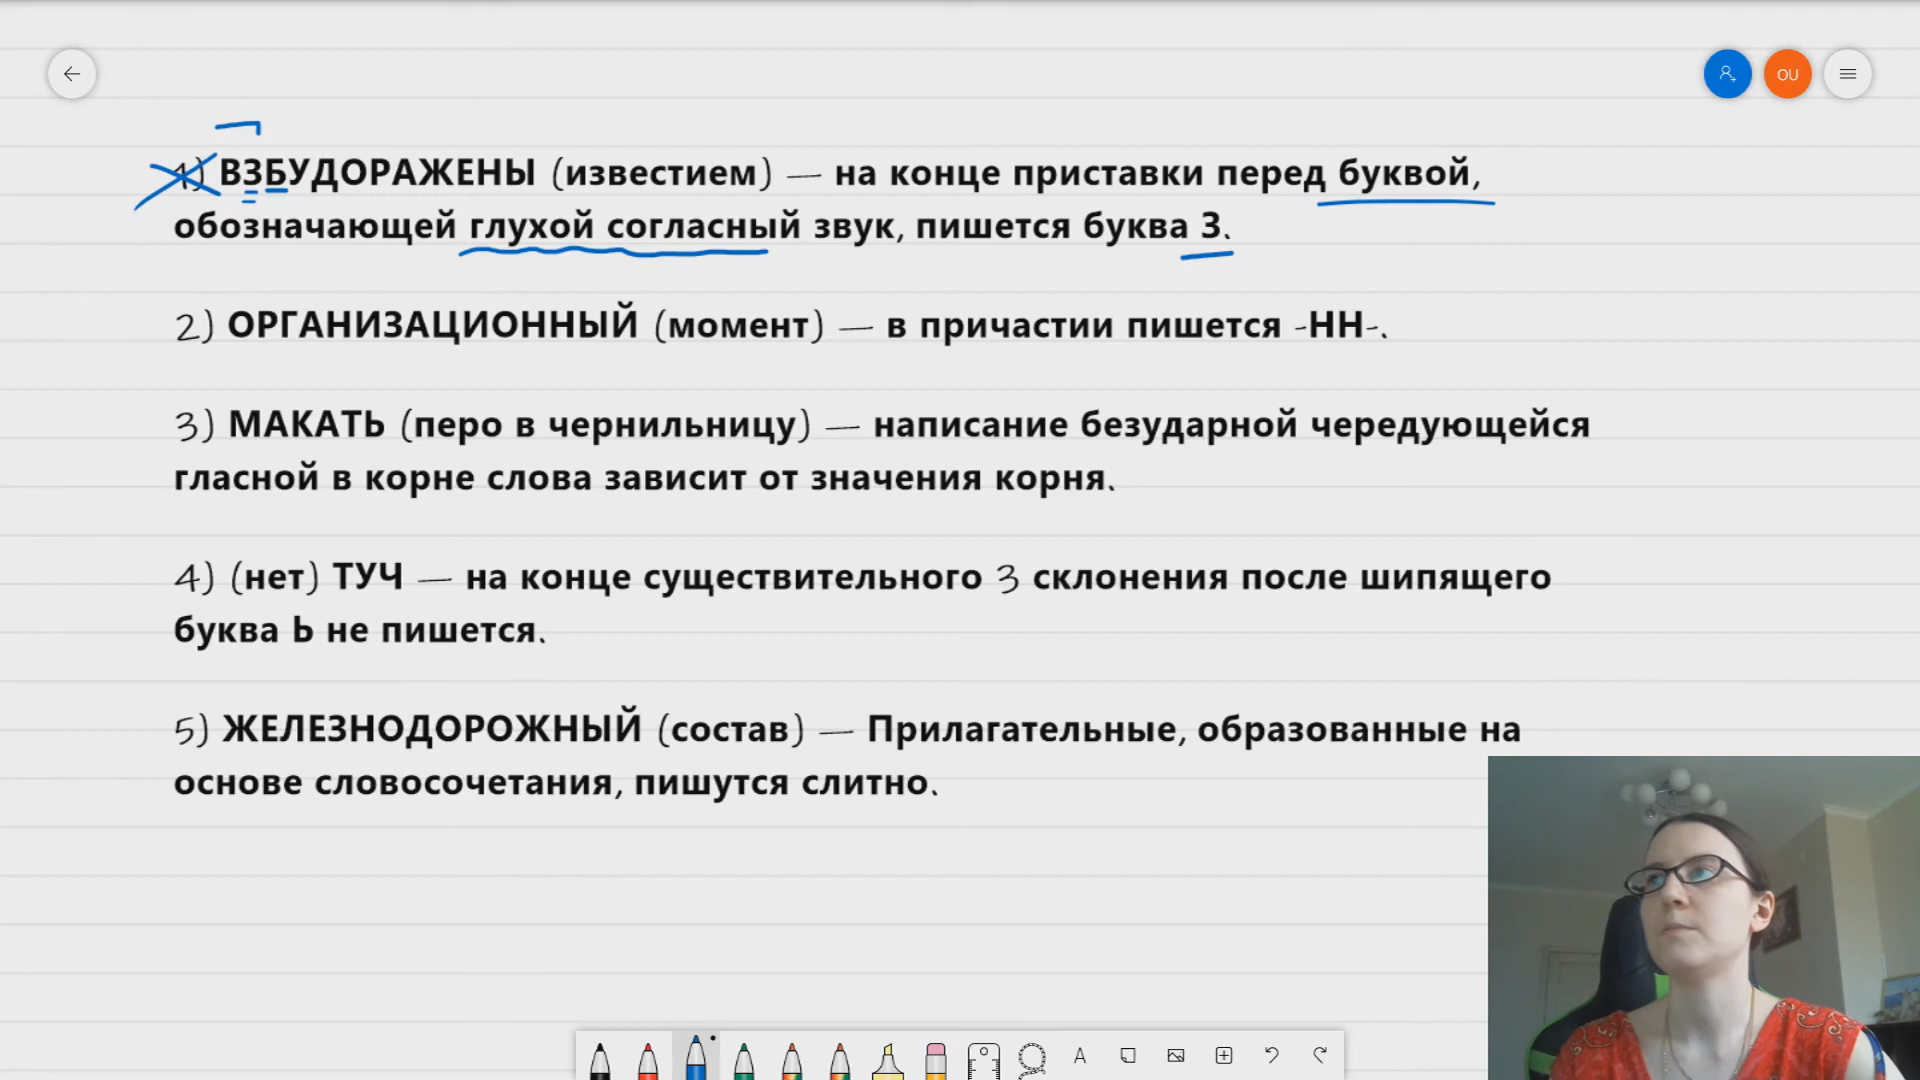 OU
1) ВЗБУДОРАЖЕНЫ (известием) — на конце приставки перед буквой,
обозначающей глухой согласный звук, пишется буква З.
2) ОРГАНИЗАЦИОННЫЙ (момент) — в причастии пишется -НН-.
3) МАКАТЬ (перо в чернильницу) — написание безударной чередующейся
гласной в корне слова зависит от значения корня.
4) (нет) ТУЧ — на конце существительного 3 склонения после шипящего
буква Ь не пишется.
5) ЖЕЛЕЗНОДОРОЖНЫЙ (состав) — Прилагательные, образованные на
основе словосочетания, пишутся слитно.
A